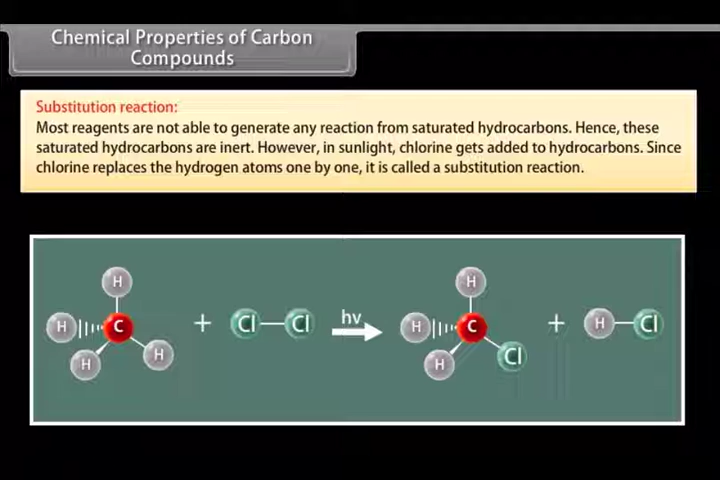 Chemical Properties of Carbon
Compounds
Substitution reaction:
Most reagents are not able to generate any reaction from saturated hydrocarbons. Hence, these
saturated hydrocarbons are inert. However, in sunlight, chlorine gets added to hydrocarbons. Since
chlorine replaces the hydrogen atoms one by one, it is called a substitution reaction.
H H
H C + Cl Cl hv H C + H Cl
H H H Cl